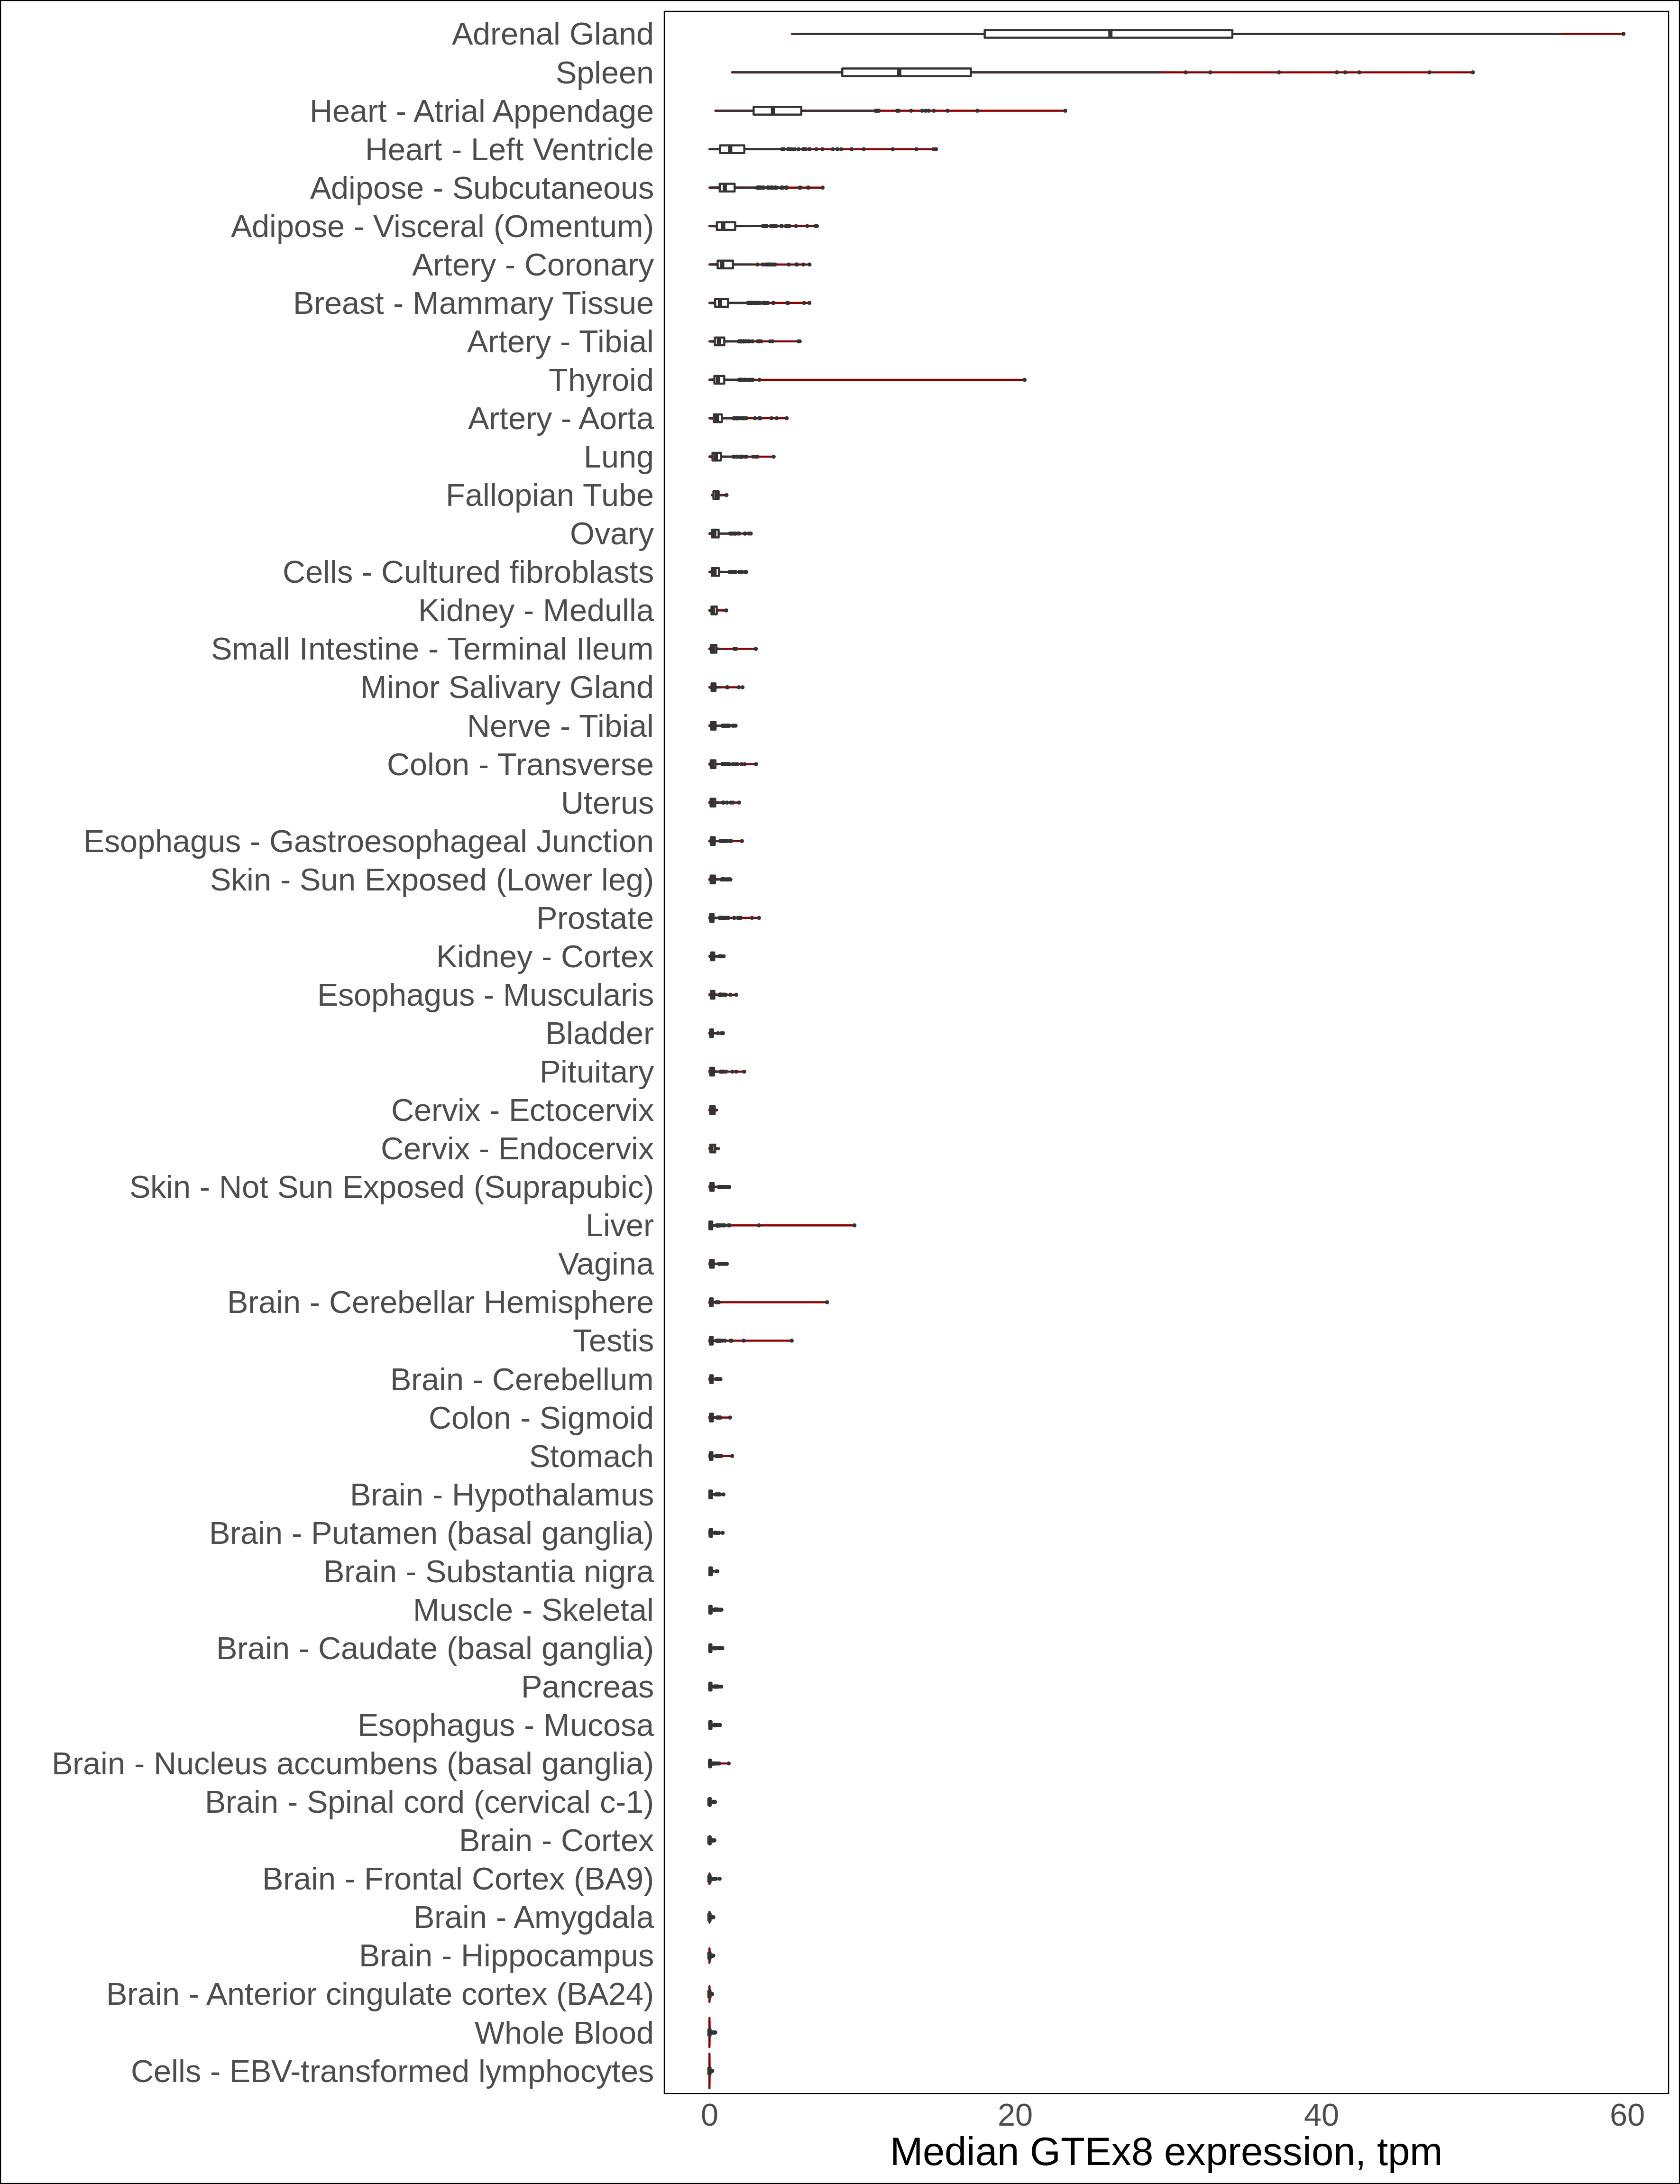 Adrenal Gland
Spleen
Heart - Atrial Appendage
Heart - Left Ventricle
Adipose - Subcutaneous
Adipose - Visceral (Omentum)
Artery - Coronary
Breast - Mammary Tissue
Artery - Tibial
Thyroid
Artery - Aorta
Lung
Fallopian Tube
Ovary
Cells - Cultured fibroblasts
Kidney - Medulla
Small Intestine - Terminal Ileum
Minor Salivary Gland
Nerve - Tibial
Colon - Transverse
Uterus
Esophagus - Gastroesophageal Junction
Skin - Sun Exposed (Lower leg)
Prostate
Kidney - Cortex
Esophagus - Muscularis
Bladder
Pituitary
Cervix - Ectocervix
Cervix - Endocervix
Skin - Not Sun Exposed (Suprapubic)
Liver
Vagina
Brain - Cerebellar Hemisphere
Testis
Brain - Cerebellum
Colon - Sigmoid
Stomach
Brain - Hypothalamus
Brain - Putamen (basal ganglia)
Brain - Substantia nigra
Muscle - Skeletal
Brain - Caudate (basal ganglia)
Pancreas
Esophagus - Mucosa
Brain - Nucleus accumbens (basal ganglia)
Brain - Spinal cord (cervical c-1)
Brain - Cortex
Brain - Frontal Cortex (BA9)
Brain - Amygdala
Brain - Hippocampus
Brain - Anterior cingulate cortex (BA24)
Whole Blood
Cells - EBV-transformed lymphocytes
0 20 40 60
Median GTEx8 expression, tpm